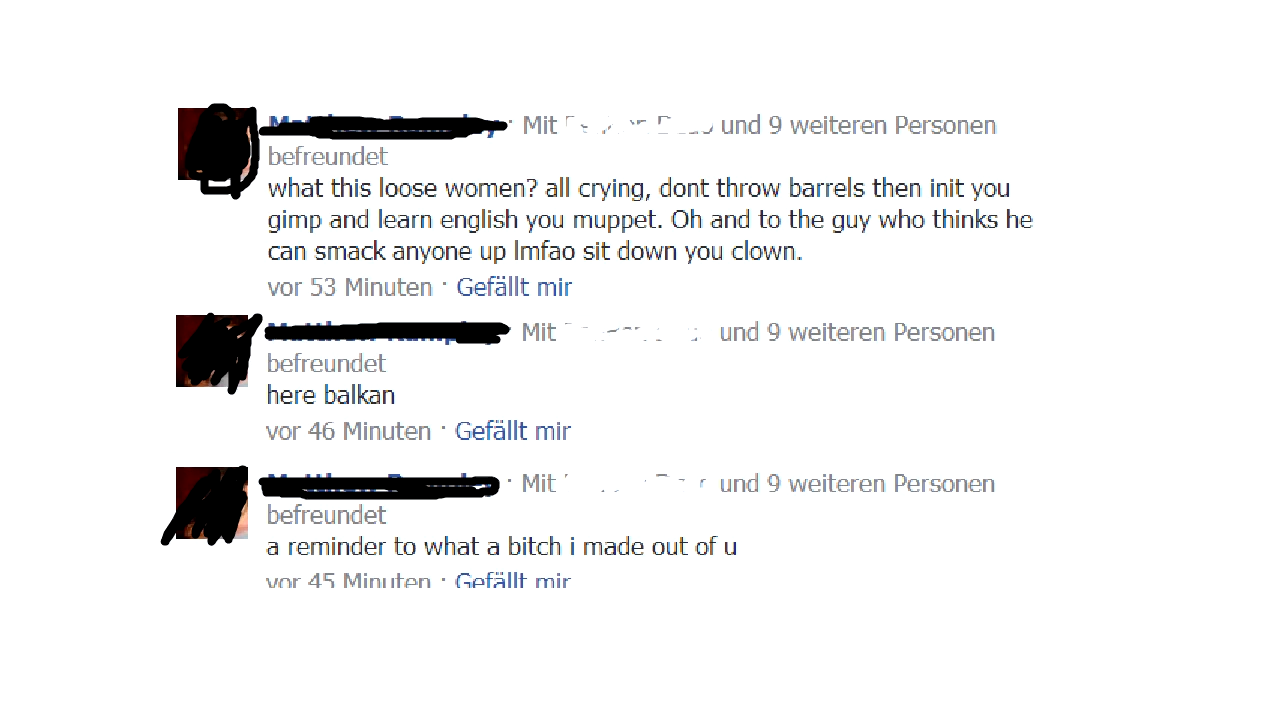 · Mit und 9 weiteren Personen
befreundet
what this loose women? all crying, dont throw barrels then init you
gimp and learn english you muppet. Oh and to the guy who thinks he
can smack anyone up lmfao sit down you clown.
vor 53 Minuten · Gefällt mir
· Mit und 9 weiteren Personen
befreundet
here balkan
vor 46 Minuten · Gefällt mir
· Mit und 9 weiteren Personen
befreundet
a reminder to what a bitch i made out of u
vor 45 Minuten · Gefällt mir